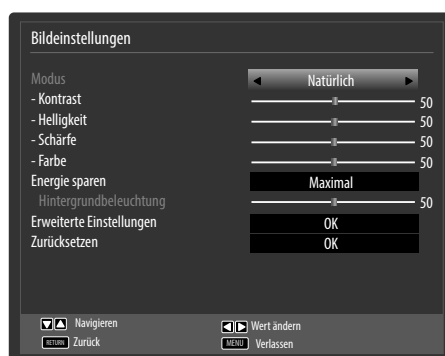 Bildeinstellungen
Modus Natürlich
- Kontrast 50
- Helligkeit 50
- Schärfe 50
- Farbe 50
Energie sparen Maximal
Hintergrundbeleuchtung 50
Erweiterte Einstellungen OK
Zurücksetzen OK
Navigieren Wert ändern
RETURN Zurück MENU Verlassen